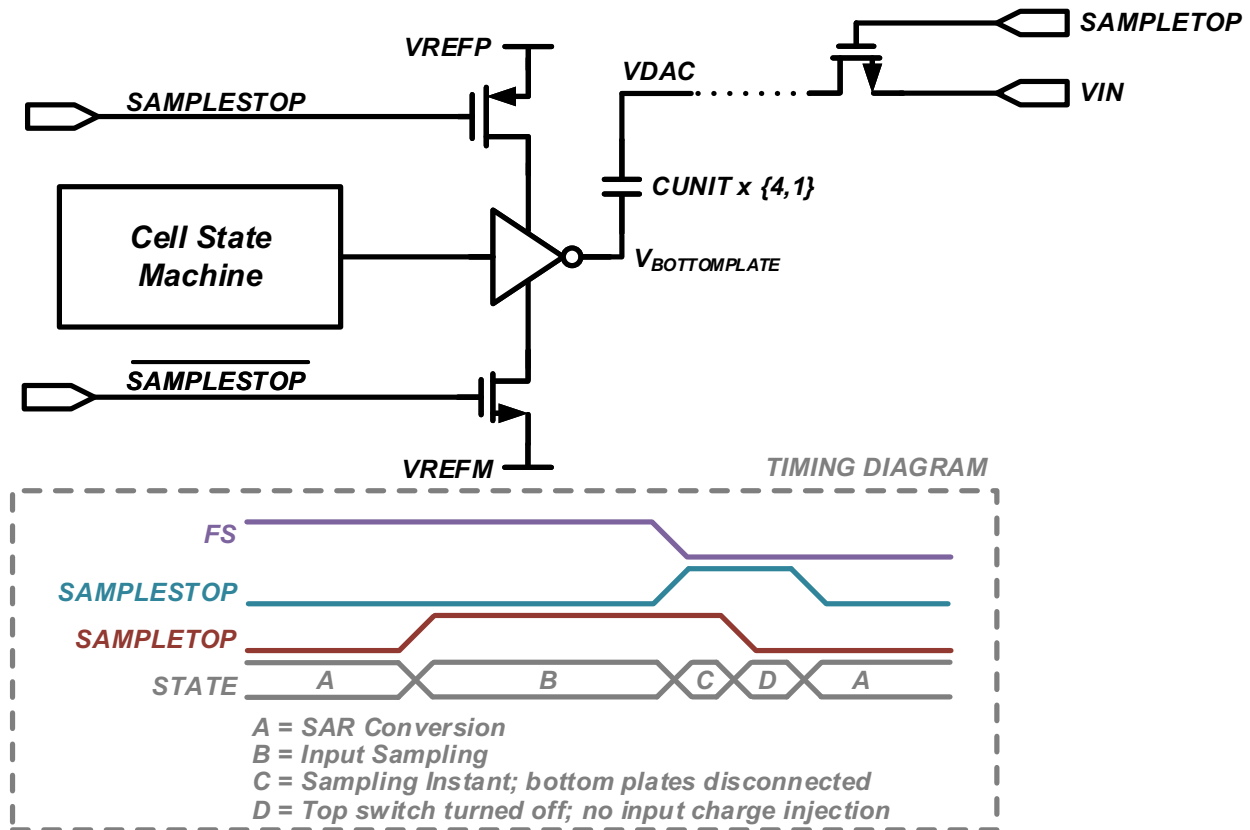 SAMPLETOP
VREFP
VDAC
VIN
SAMPLESTOP
CUNIT x {4,1}
Cell State
Machine
VBOTTOMPLATE
SAMPLESTOP
VREFM
TIMING DIAGRAM
FS
SAMPLESTOP
SAMPLETOP
STATE A B C D A
A = SAR Conversion
B = Input Sampling
C = Sampling Instant; bottom plates disconnected
D = Top switch turned off; no input charge injection